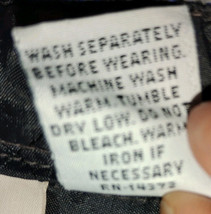 WASH SEPARATELY
BEFORE WEARING.
MACHINE WASH
WARM. TUMBLE
DRY LOW. DO NOT
BLEACH. WARM
IRON IF
NECESSARY